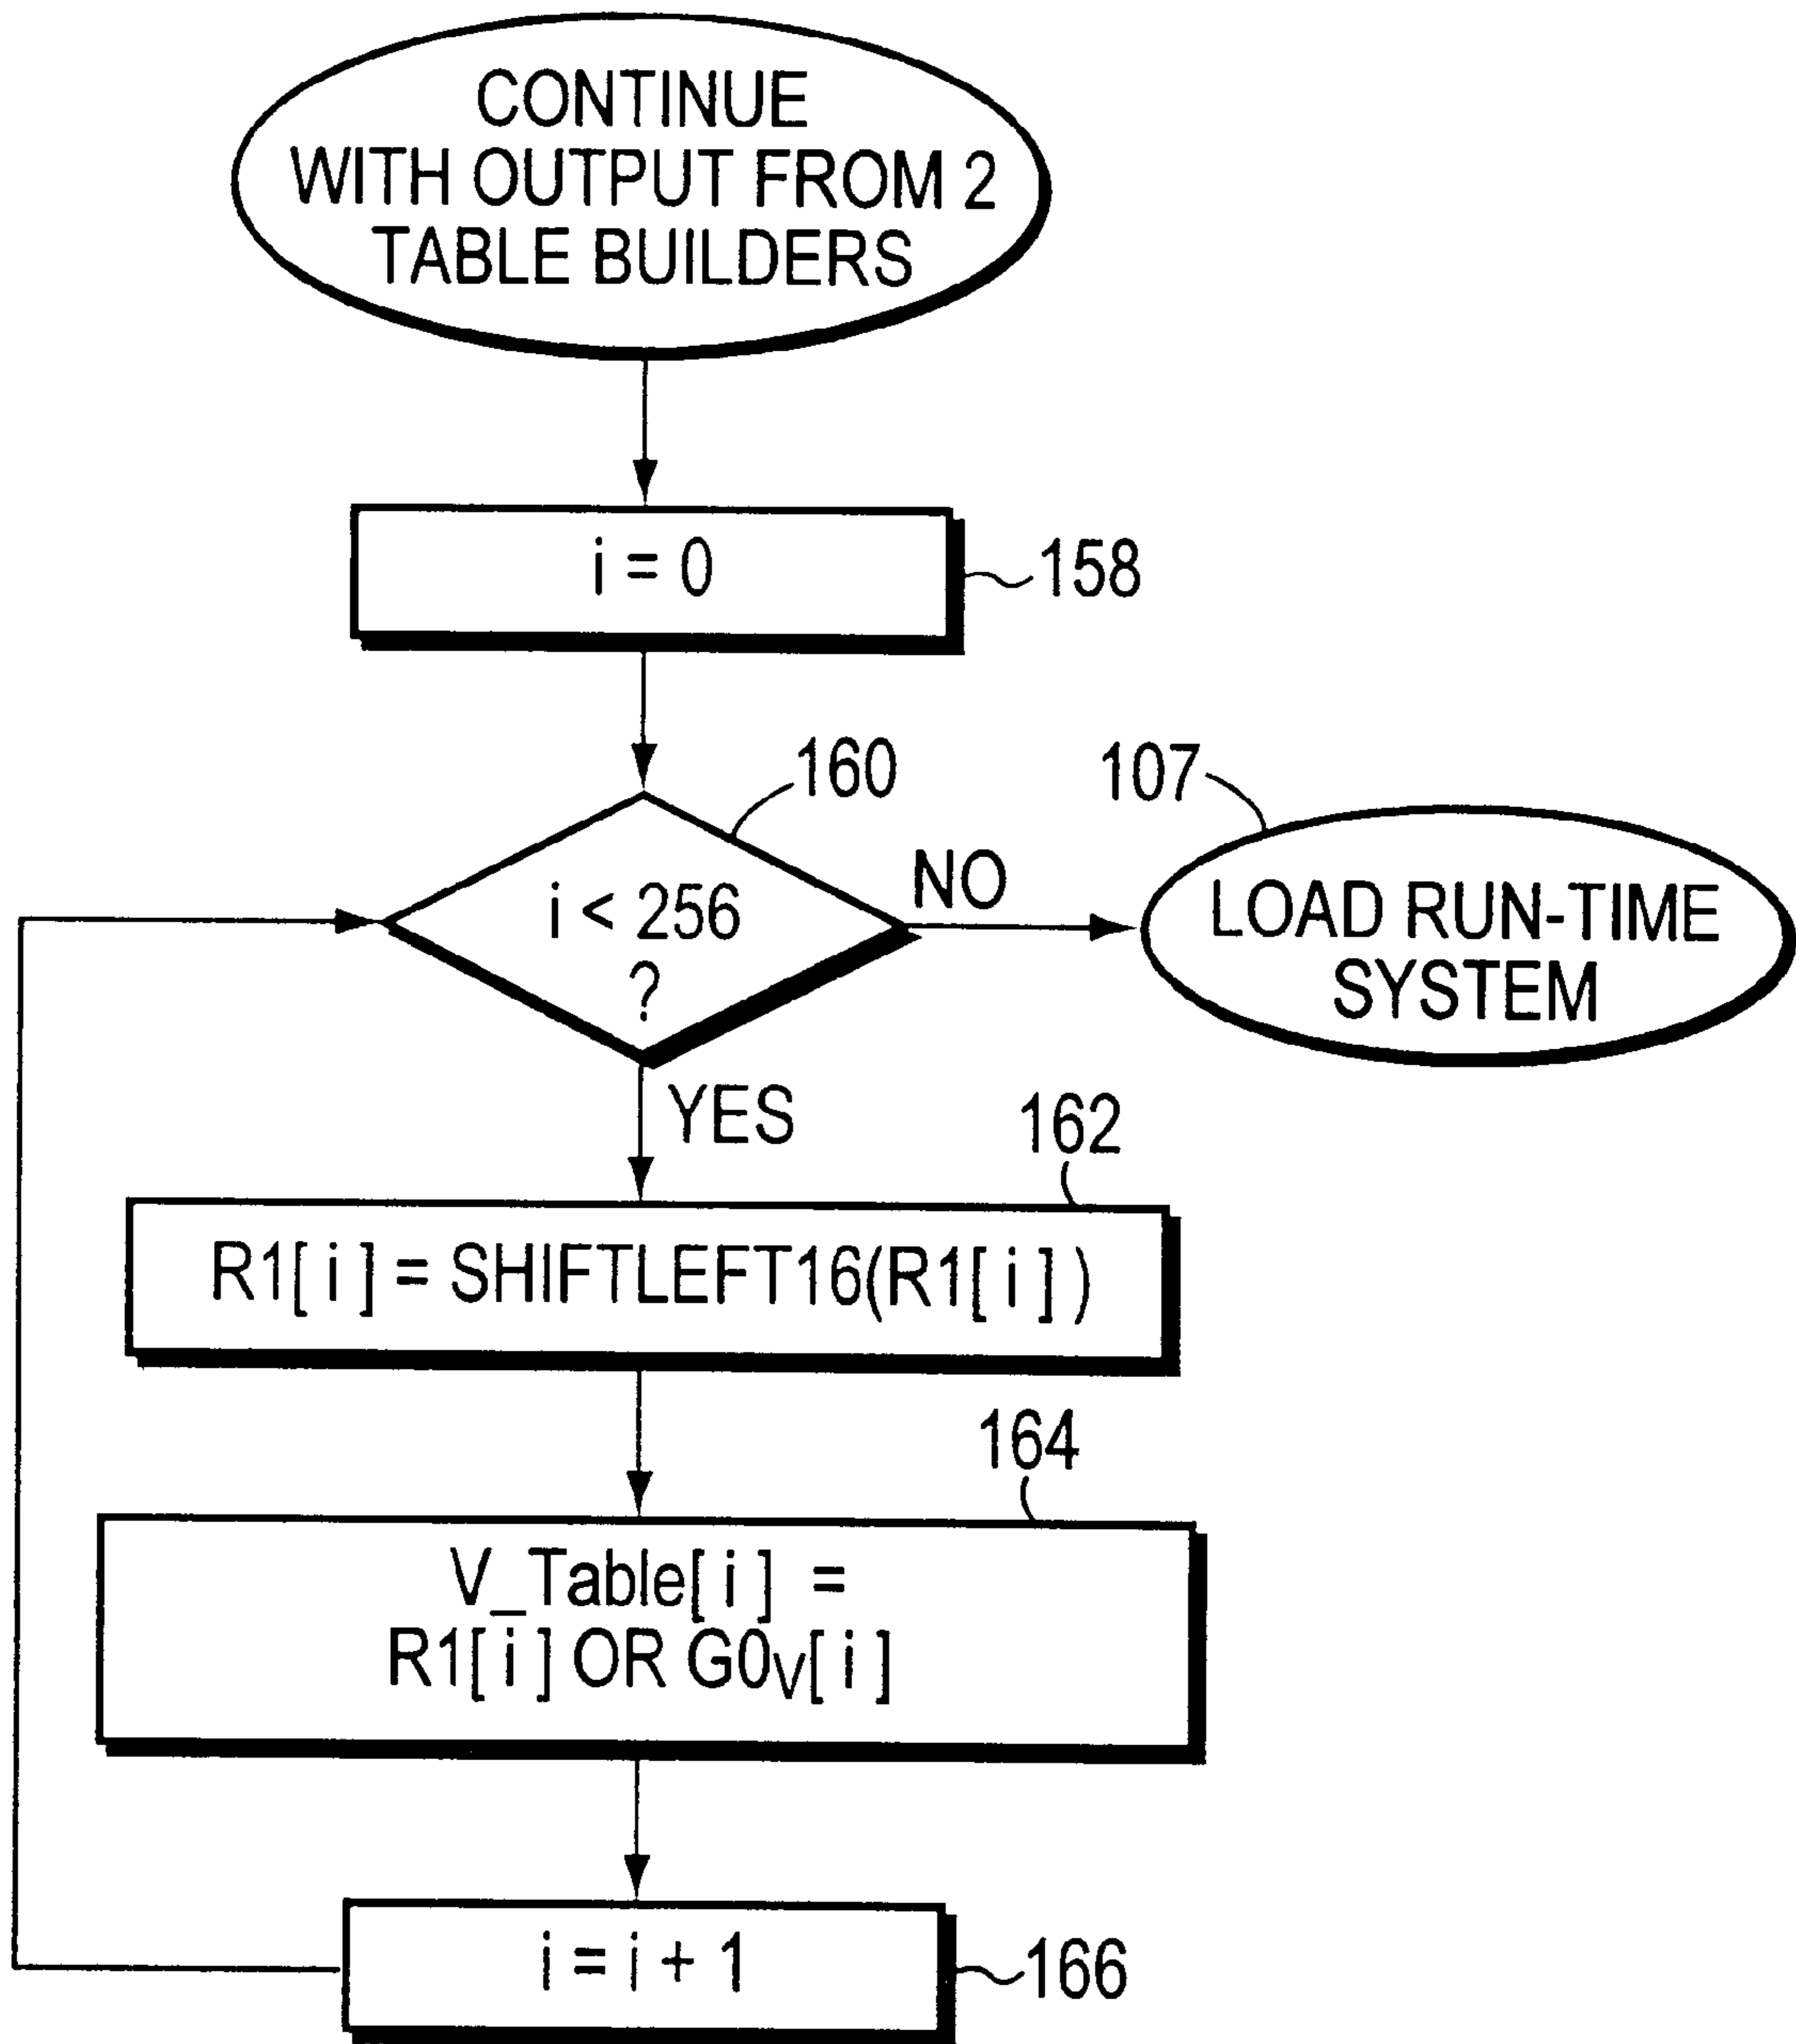 CONTINUE
WITH OUTPUT FROM 2
TABLE BUILDERS
i = 0
158
160
107
i < 256
?
NO
LOAD RUN-TIME
SYSTEM
YES
162
R1[ i ] = SHIFTLEFT16(R1[ i ] )
164
V_Table[ i ] =
R1[ i ] OR G0V[ i ]
i = i + 1
166